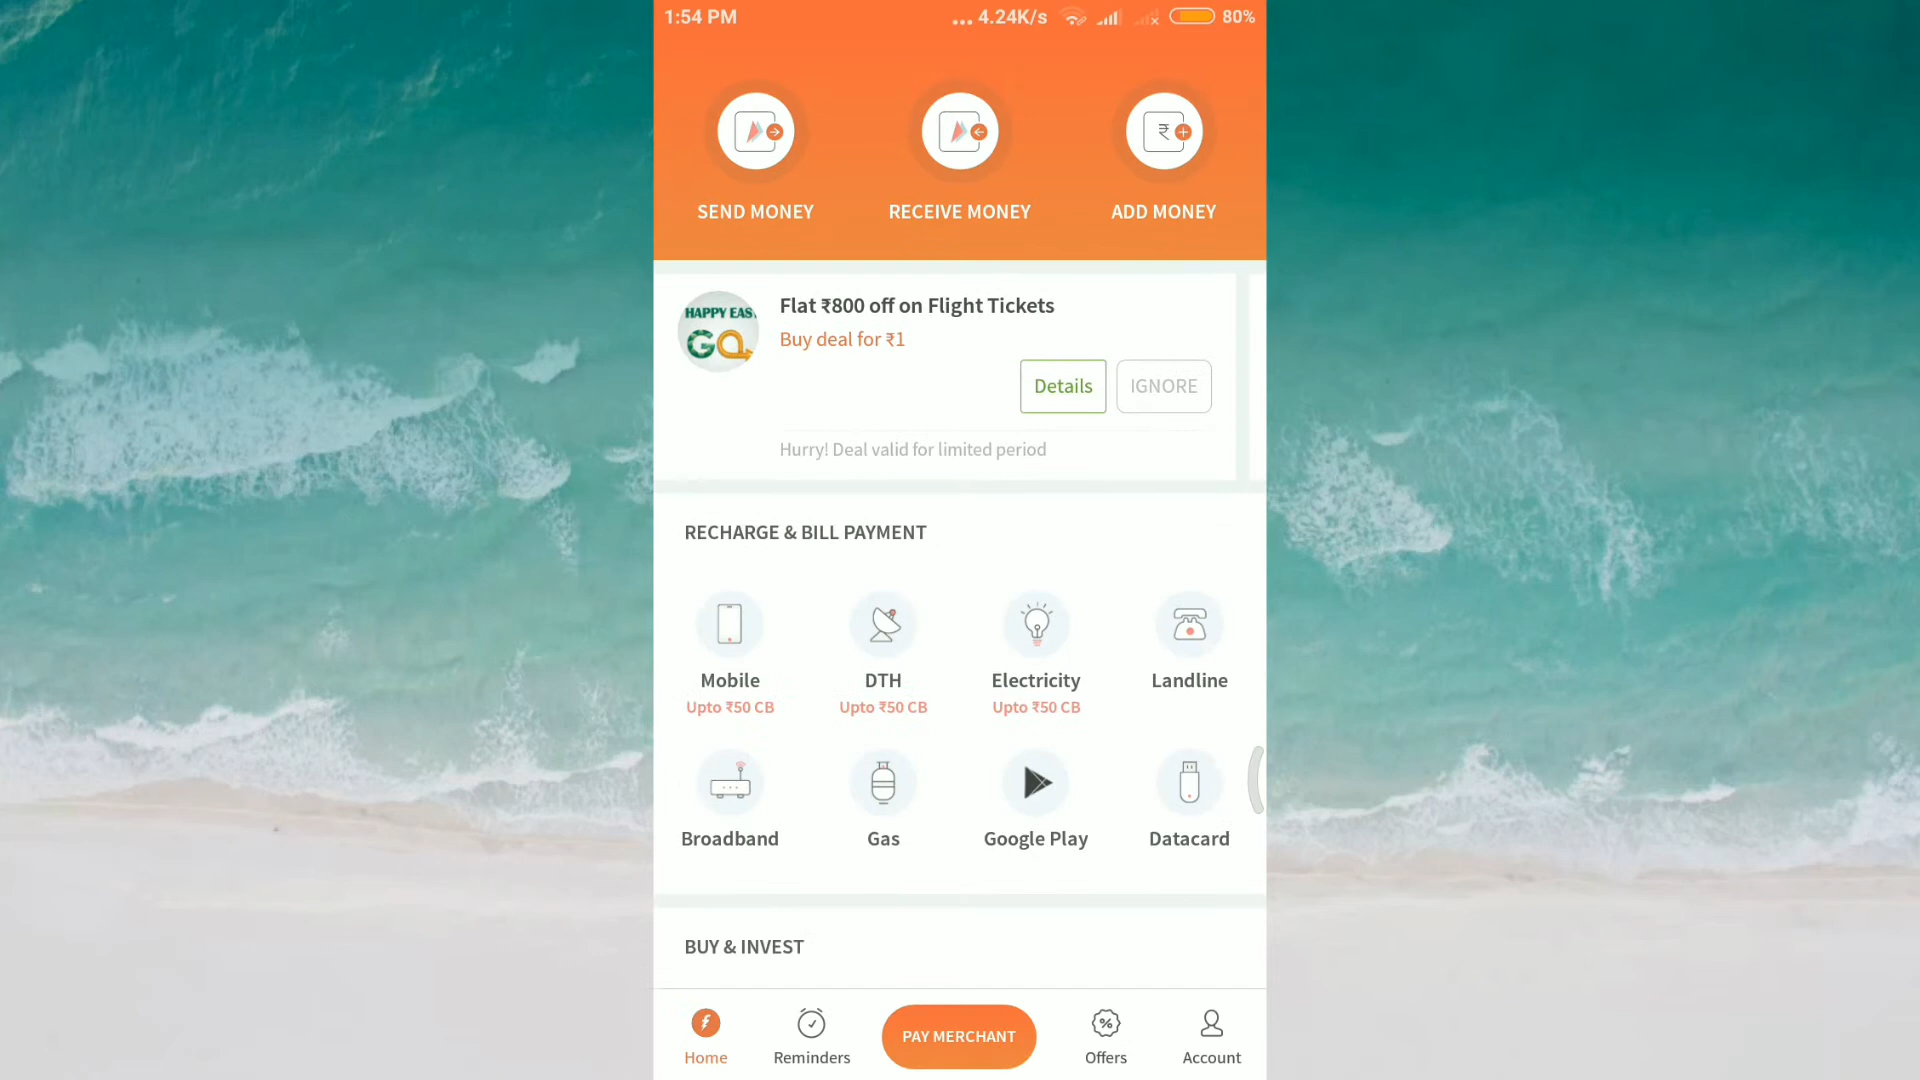 1:54 PM
... 4.24K/s
80%
SEND MONEY
RECEIVE MONEY
ADD MONEY
HAPPY EAS
GO
Flat ₹800 off on Flight Tickets
Buy deal for ₹1
Details
IGNORE
Hurry! Deal valid for limited period
RECHARGE & BILL PAYMENT
Mobile
DTH
Electricity
Landline
Upto ₹50 CB
Upto ₹50 CB
Upto ₹50 CB
Broadband
Gas
Google Play
Datacard
BUY & INVEST
Home
Reminders
PAY MERCHANT
Offers
Account